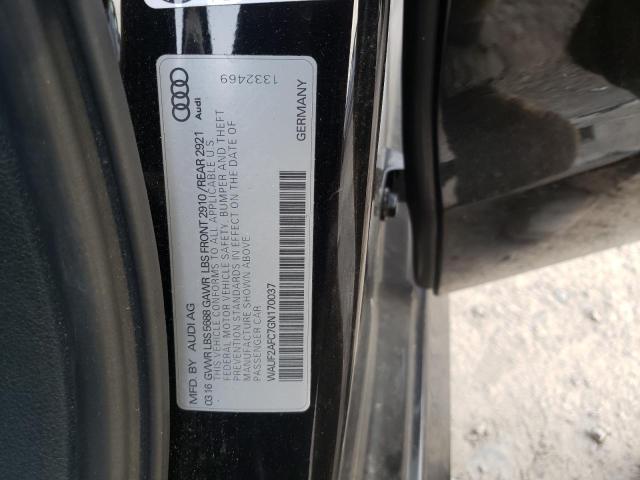 MFD. BY AUDI AG
03.16 GVWR LBS 5688 GAWR LBS FRONT 2910 / REAR 2921
THIS VEHICLE CONFORMS TO ALL APPLICABLE U.S.
FEDERAL MOTOR VEHICLE SAFETY, BUMPER AND THEFT
PREVENTION STANDARDS IN EFFECT ON THE DATE OF
MANUFACTURE SHOWN ABOVE.
PASSENGER CAR
WAUF2AFC7GN170037
GERMANY
Audi
1332469